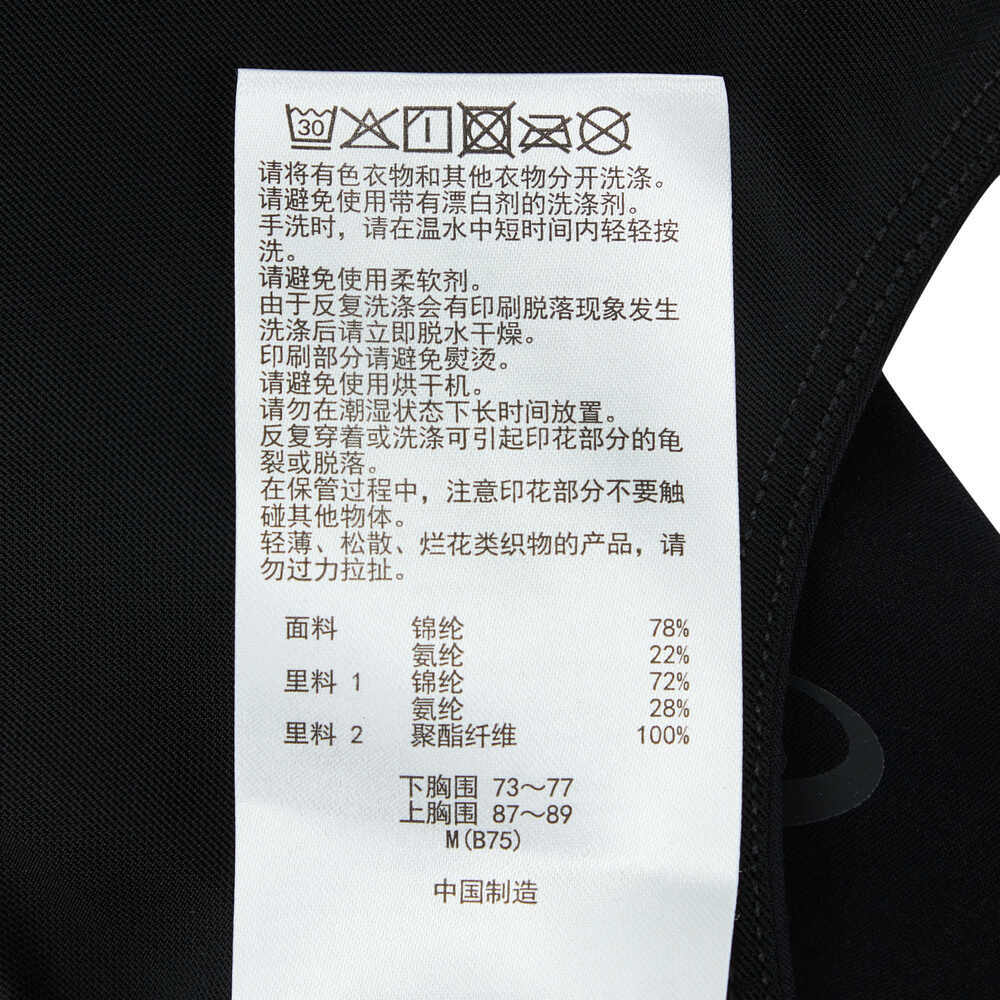 30
请将有色衣物和其他衣物分开洗涤。
请避免使用带有漂白剂的洗涤剂。
手洗时，请在温水中短时间内轻轻按
洗。
请避免使用柔软剂。
由于反复洗涤会有印刷脱落现象发生
洗涤后请立即脱水干燥。
印刷部分请避免熨烫。
请避免使用烘干机。
请勿在潮湿状态下长时间放置。
反复穿着或洗涤可引起印花部分的龟
裂或脱落。
在保管过程中，注意印花部分不要触
碰其他物体。
轻薄、松散、烂花类织物的产品，请
勿过力拉扯。
面料 锦纶 78%
氨纶 22%
里料 1 锦纶 72%
氨纶 28%
里料 2 聚酯纤维 100%
下胸围 73～77
上胸围 87～89
M(B75)
中国制造